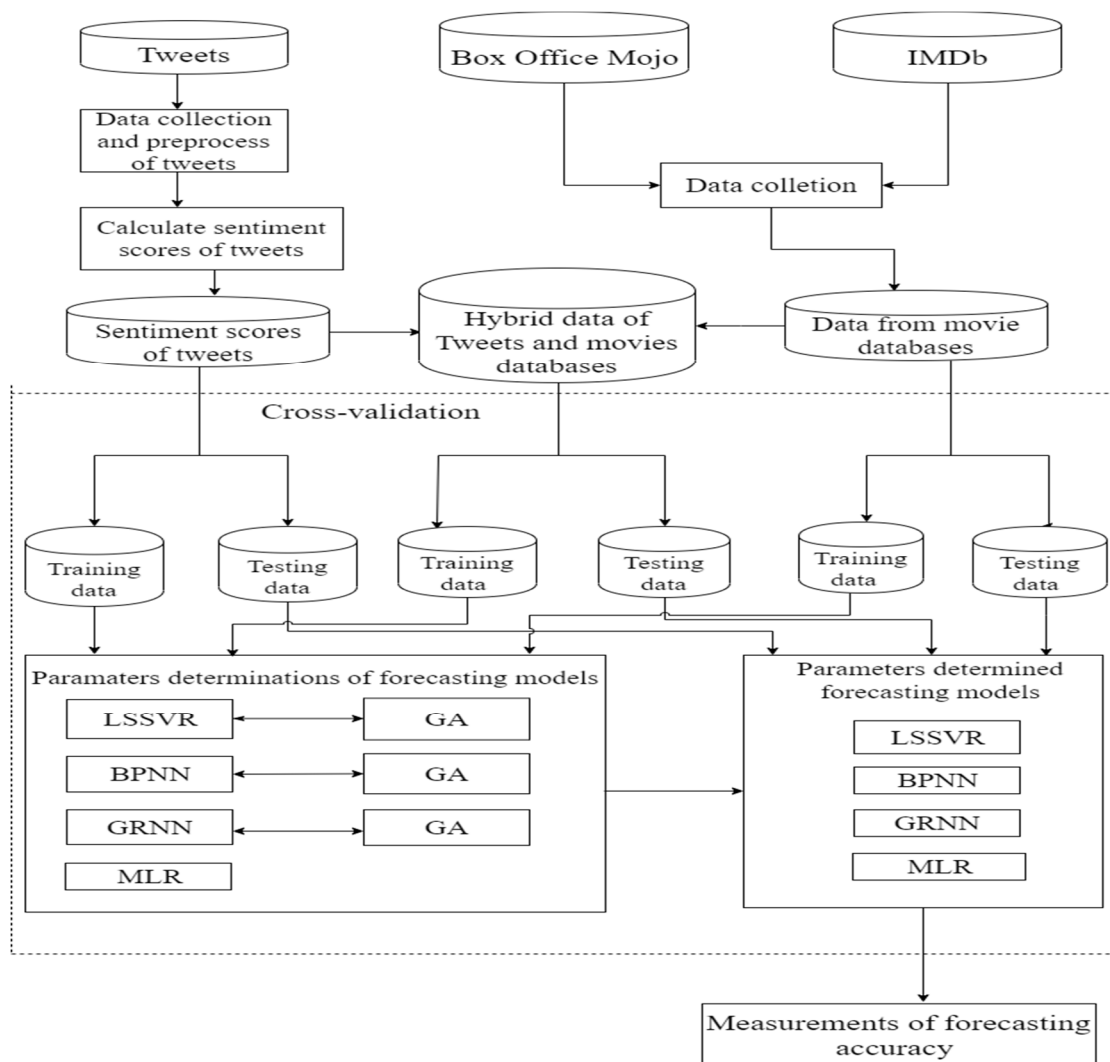 Tweets
Box Office Mojo
IMDb
Data collection
and preprocess
of tweets
Data colletion
Calculate sentiment
scores of tweets
Sentiment scores
of tweets
Hybrid data of
Tweets and movies
databases
Data from movie
databases
Cross-validation
Training
data
Testing
data
Training
data
Testing
data
Training
data
Testing
data
Paramaters determinations of forecasting models
LSSVR
GA
BPNN
GA
GRNN
GA
MLR
Parameters determined
forecasting models
LSSVR
BPNN
GRNN
MLR
Measurements of forecasting
accuracy